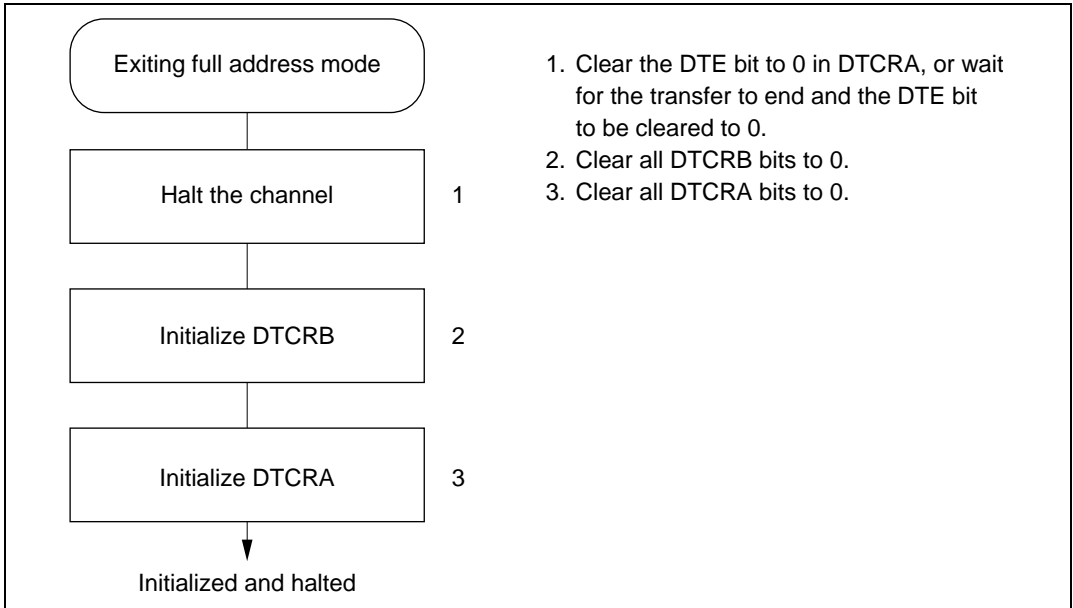 Exiting full address mode
Halt the channel
1
Initialize DTCRB
2
Initialize DTCRA
3
Initialized and halted
1. Clear the DTE bit to 0 in DTCRA, or wait
for the transfer to end and the DTE bit
to be cleared to 0.
2. Clear all DTCRB bits to 0.
3. Clear all DTCRA bits to 0.